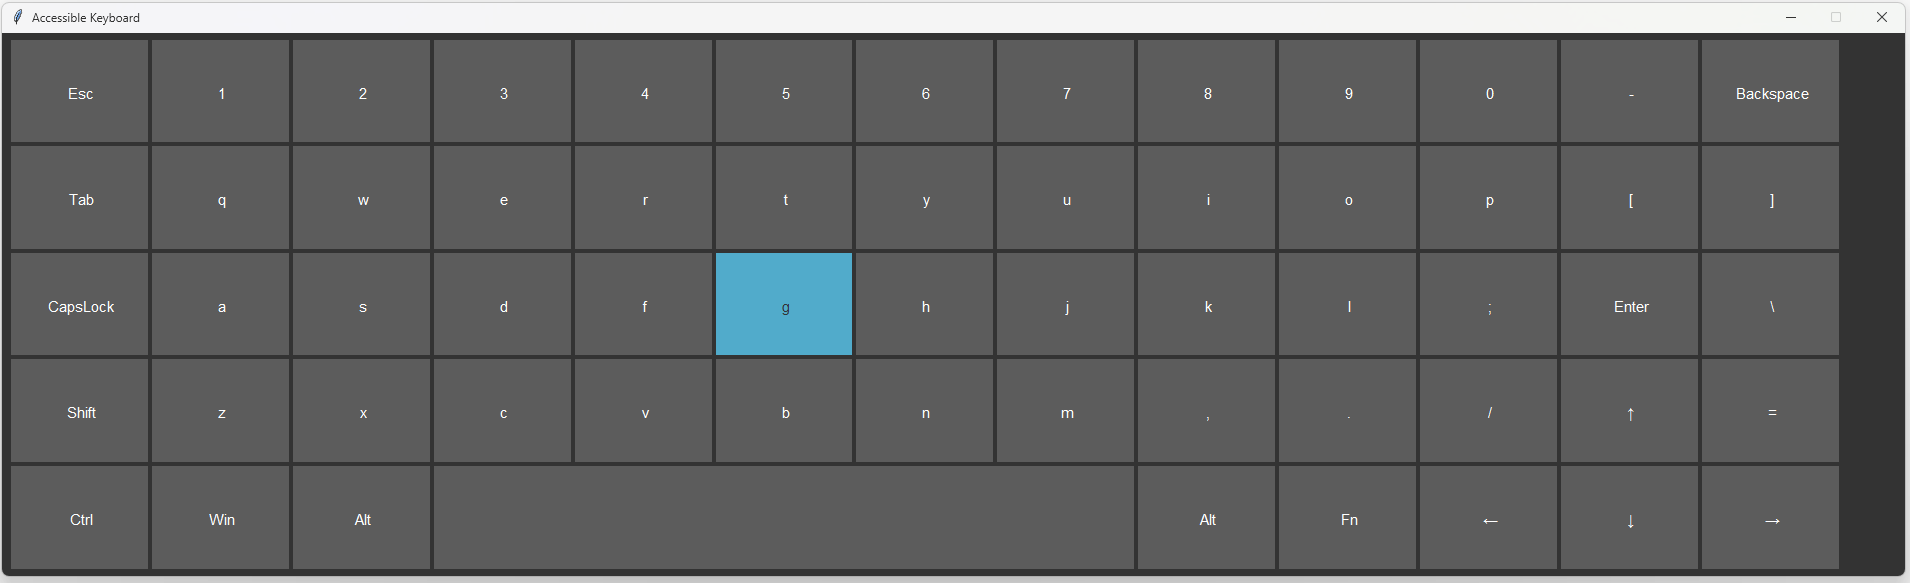 Accessible Keyboard
Esc 1 2 3 4 5 6 7 8 9 0 - Backspace
Tab q w e r t y u i o p [ ]
CapsLock a s d f g h j k l ; Enter \
Shift z x c v b n m , . / ↑ =
Ctrl Win Alt Alt Fn ← ↓ →